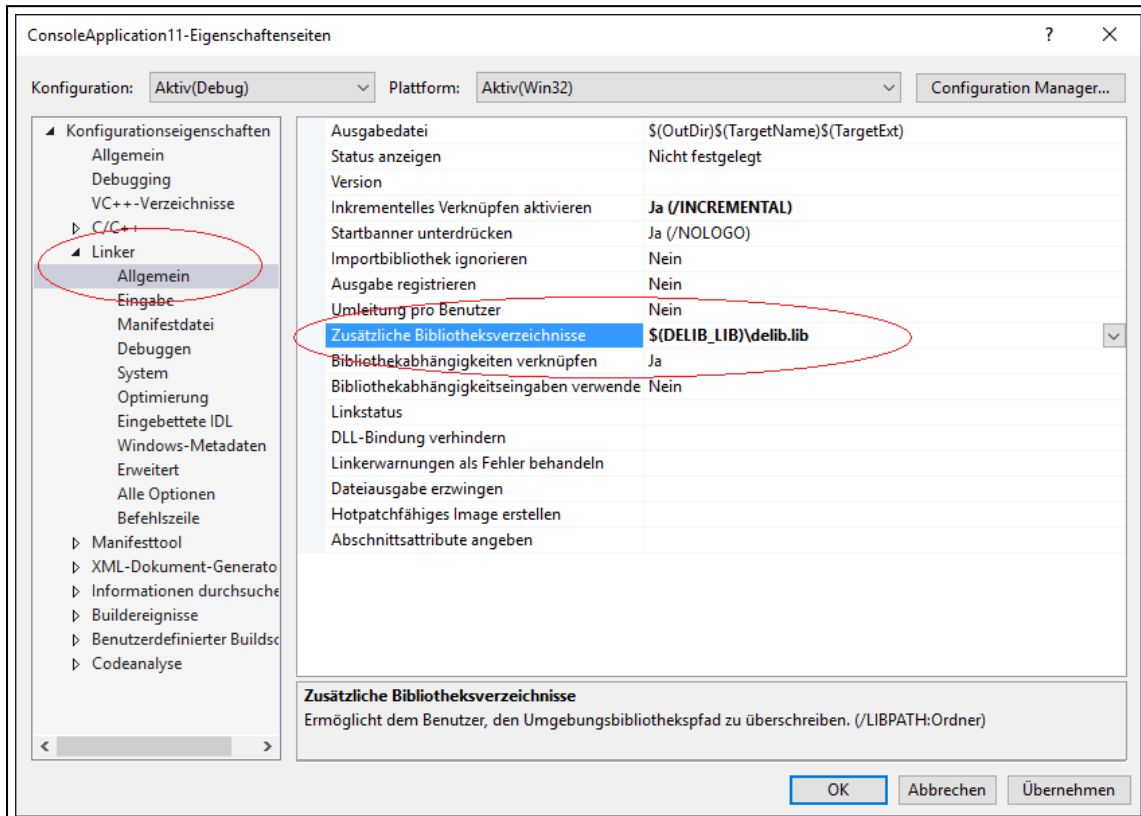 ConsoleApplication11-Eigenschaftenseiten ?
Konfiguration: Aktiv(Debug) Plattform: Aktiv(Win32) Configuration Manager...
Konfigurationseigenschaften
Allgemein
Debugging
VC++-Verzeichnisse
C/C++
Linker
Allgemein
Eingabe
Manifestdatei
Debuggen
System
Optimierung
Eingebettete IDL
Windows-Metadaten
Erweitert
Alle Optionen
Befehlszeile
Manifesttool
XML-Dokument-Generato
Informationen durchsuche
Buildereignisse
Benutzerdefinierter Buildsc
Codeanalyse
Ausgabedatei $(OutDir)$(TargetName)$(TargetExt)
Status anzeigen Nicht festgelegt
Version
Inkrementelles Verknüpfen aktivieren Ja (/INCREMENTAL)
Startbanner unterdrücken Ja (/NOLOGO)
Importbibliothek ignorieren Nein
Ausgabe registrieren Nein
Umleitung pro Benutzer Nein
Zusätzliche Bibliotheksverzeichnisse $(DELIB_LIB)\delib.lib
Bibliothekabhängigkeiten verknüpfen Ja
Bibliothekabhängigkeitseingaben verwende Nein
Linkstatus
DLL-Bindung verhindern
Linkerwarnungen als Fehler behandeln
Dateiausgabe erzwingen
Hotpatchfähiges Image erstellen
Abschnittsattribute angeben
Zusätzliche Bibliotheksverzeichnisse
Ermöglicht dem Benutzer, den Umgebungsbibliothekspfad zu überschreiben. (/LIBPATH:Ordner)
OK Abbrechen Übernehmen